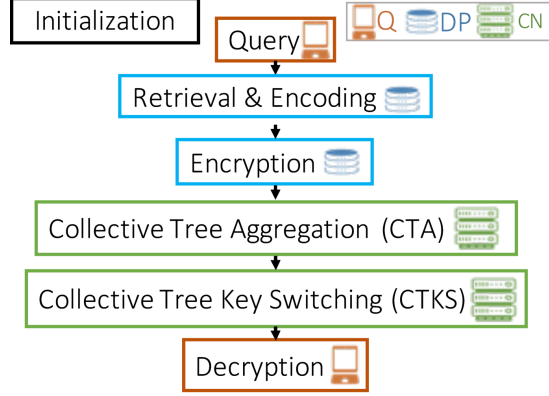 Initialization
Q DP CN
Query
Retrieval & Encoding
Encryption
Collective Tree Aggregation (CTA)
Collective Tree Key Switching (CTKS)
Decryption